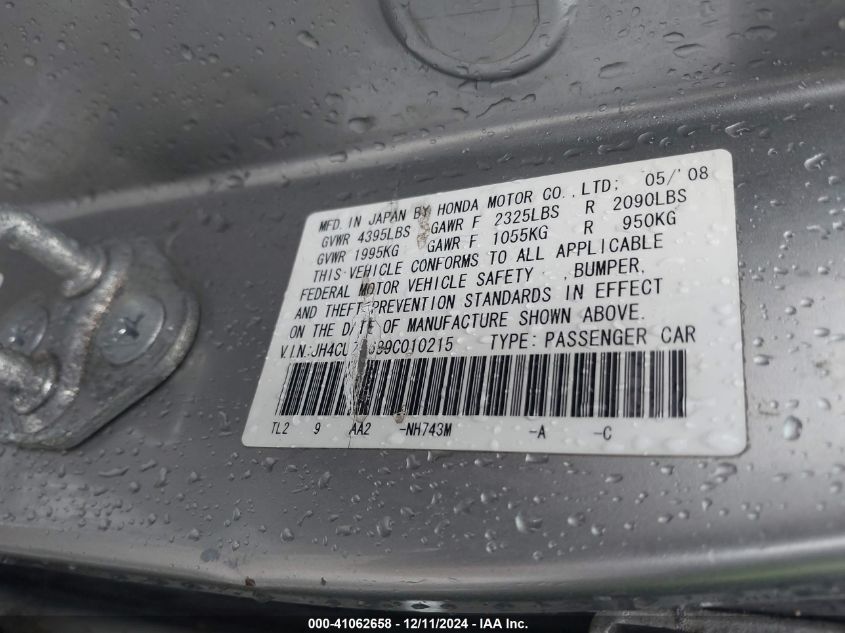 MFD. IN JAPAN BY HONDA MOTOR CO.,LTD; 05/'08
GVWR 4395LBS GAWR F 2325LBS R 2090LBS
GVWR 1995KG GAWR F 1055KG R 950KG
THIS VEHICLE CONFORMS TO ALL APPLICABLE
FEDERAL MOTOR VEHICLE SAFETY , BUMPER,
AND THEFT PREVENTION STANDARDS IN EFFECT
ON THE DATE OF MANUFACTURE SHOWN ABOVE.
V.I.N.: TYPE: PASSENGER CAR
TL2 9 AA2 -NH743M -A -C
000-41062658 - 12/11/2024 - IAA Inc.